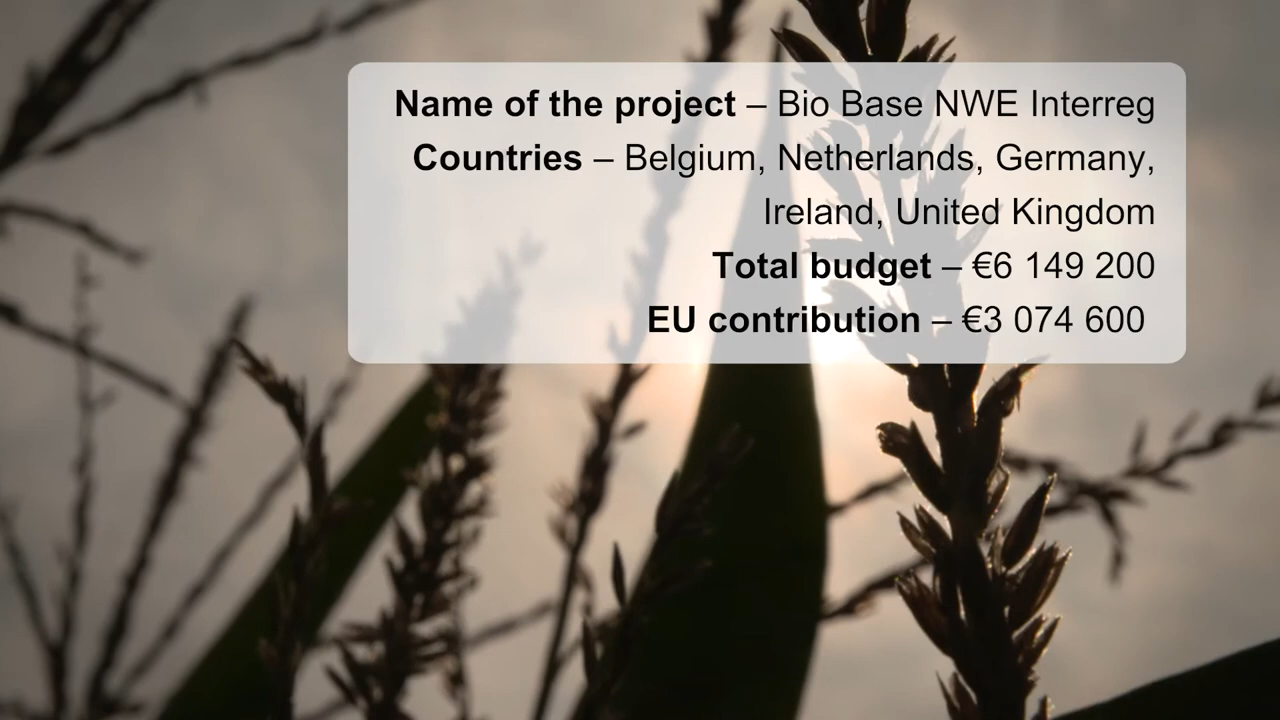 Name of the project – Bio Base NWE Interreg
Countries – Belgium, Netherlands, Germany,
Ireland, United Kingdom
Total budget – €6 149 200
EU contribution – €3 074 600